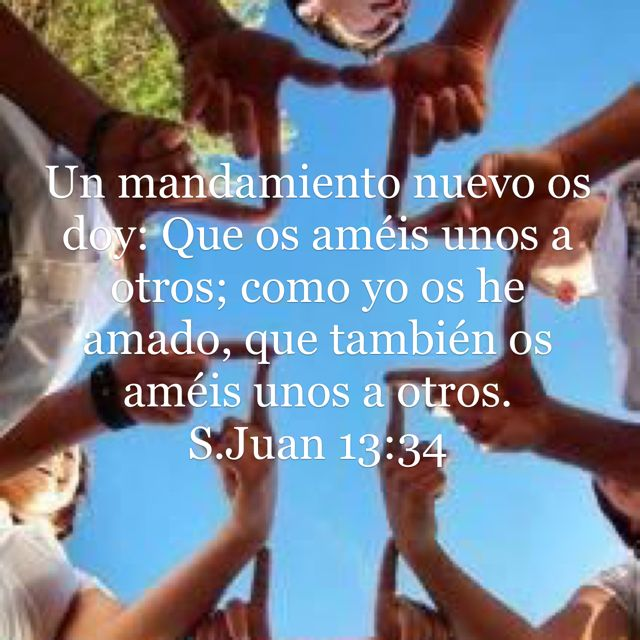 Un mandamiento nuevo os
doy: Que os améis unos a
otros; como yo os he
amado, que también os
améis unos a otros.
S.Juan 13:34